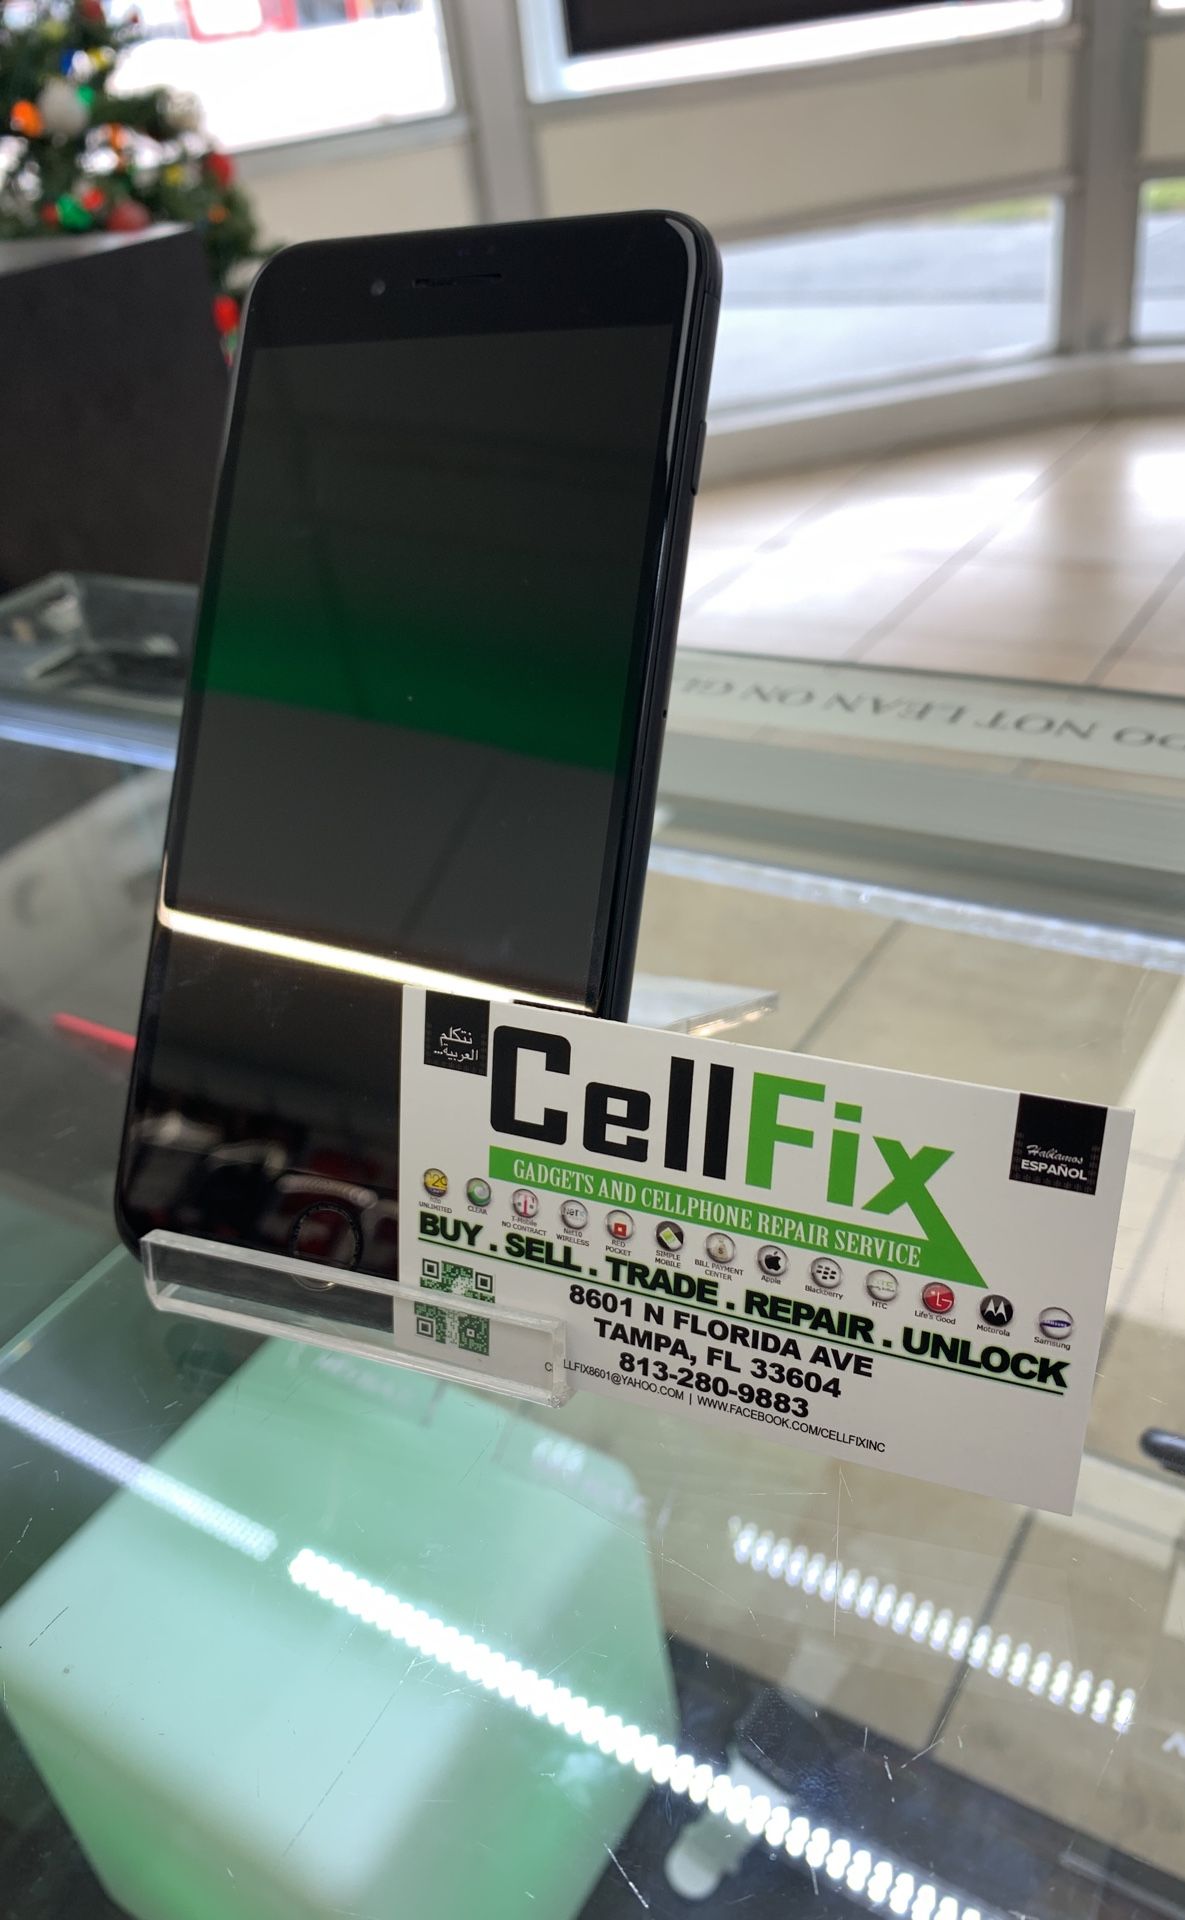 DO NOT LEAN ON GL
نتكلم
العربية...
CellFix
Hablamos
ESPAÑOL
GADGETS AND CELLPHONE REPAIR SERVICE
UNLIMITED
CLEAR
T-Mobile
NO CONTRACT
Net10
WIRELESS
RED
POCKET
SIMPLE
MOBILE
BILL PAYMENT
CENTER
Apple
BlackBerry
HTC
Life's Good
Motorola
Samsung
BUY . SELL . TRADE . REPAIR . UNLOCK
8601 N FLORIDA AVE
TAMPA, FL 33604
813-280-9883
C LLFIX8601@YAHOO.COM | WWW.FACEBOOK.COM/CELLFIXINC